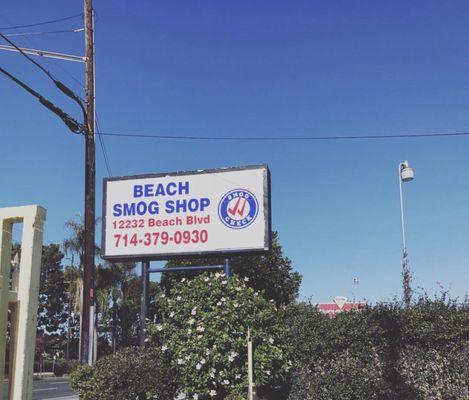 BEACH
SMOG SHOP
12232 Beach Blvd
714-379-0930
SMOG
CHECK